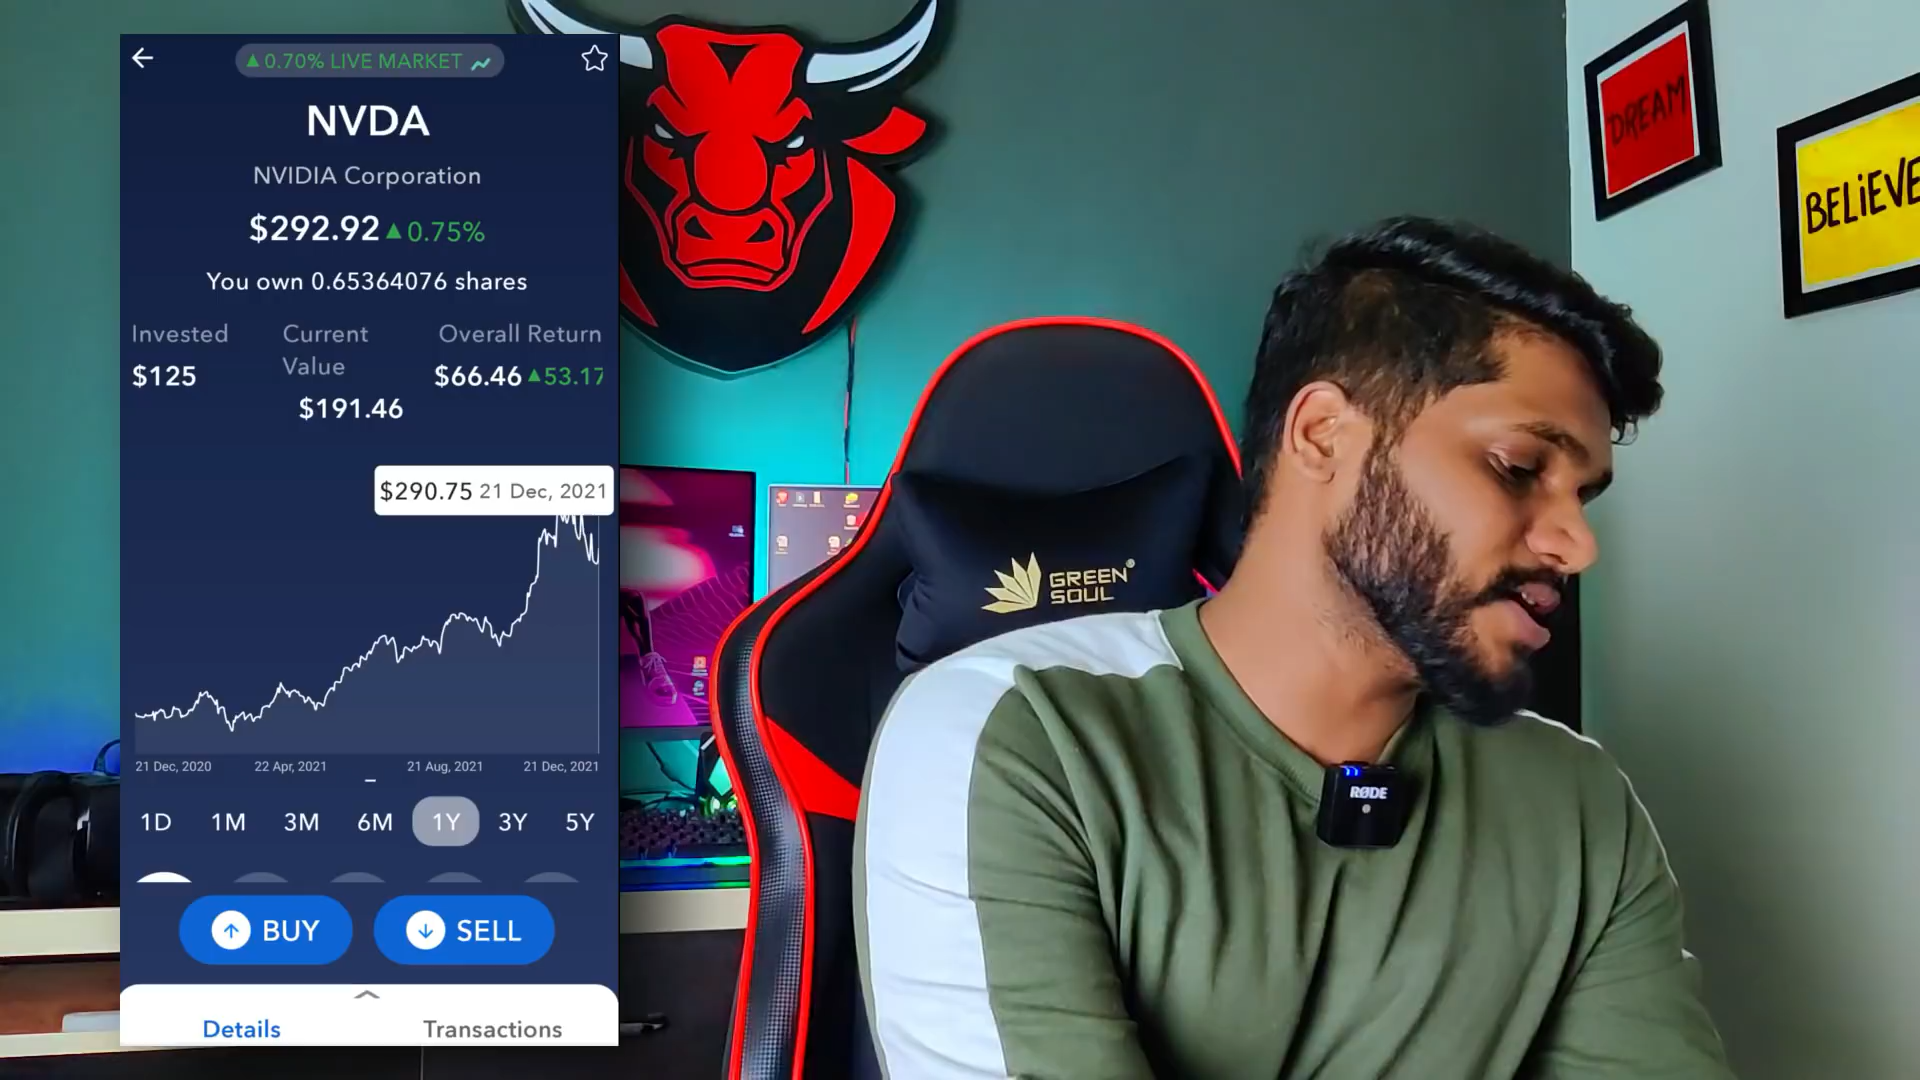 ▲0.70% LIVE MARKET
NVDA
NVIDIA Corporation
$292.92 ▲0.75%
You own 0.65364076 shares
Invested
Current Value
Overall Return
$125
$191.46
$66.46 ▲53.17
$290.75 21 Dec, 2021
21 Dec, 2020
22 Apr, 2021
21 Aug, 2021
21 Dec, 2021
1D 1M 3M 6M 1Y 3Y 5Y
BUY
SELL
Details
Transactions
DREAM
BELiEVE
GREEN SOUL®
RØDE